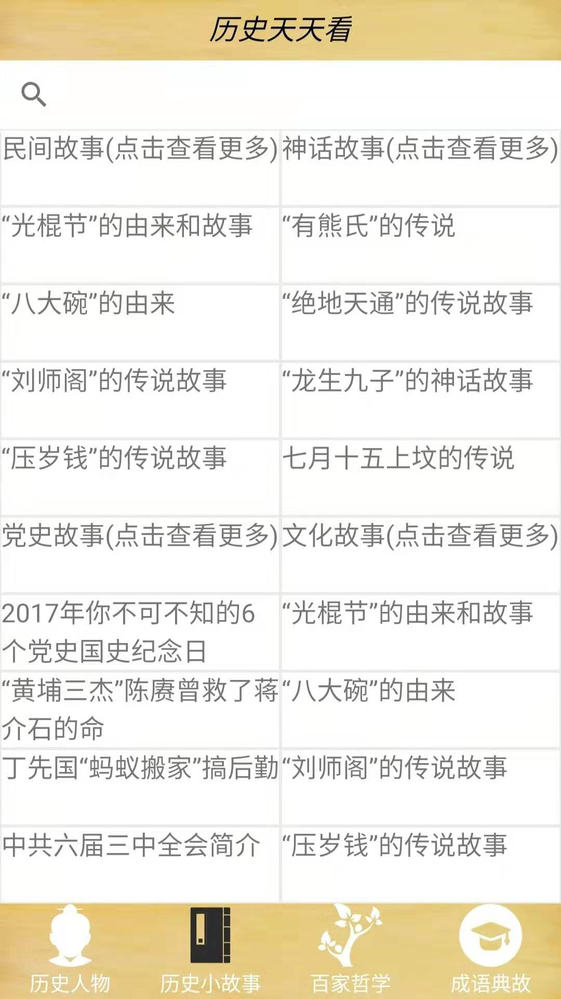 历史天天看
民间故事(点击查看更多)
神话故事(点击查看更多)
“光棍节”的由来和故事
“有熊氏”的传说
“八大碗”的由来
“绝地天通”的传说故事
“刘师阁”的传说故事
“龙生九子”的神话故事
“压岁钱”的传说故事
七月十五上坟的传说
党史故事(点击查看更多)
文化故事(点击查看更多)
2017年你不可不知的6
个党史国史纪念日
“光棍节”的由来和故事
“黄埔三杰”陈赓曾救了蒋
介石的命
“八大碗”的由来
丁先国“蚂蚁搬家”搞后勤
“刘师阁”的传说故事
中共六届三中全会简介
“压岁钱”的传说故事
历史人物
历史小故事
百家哲学
成语典故